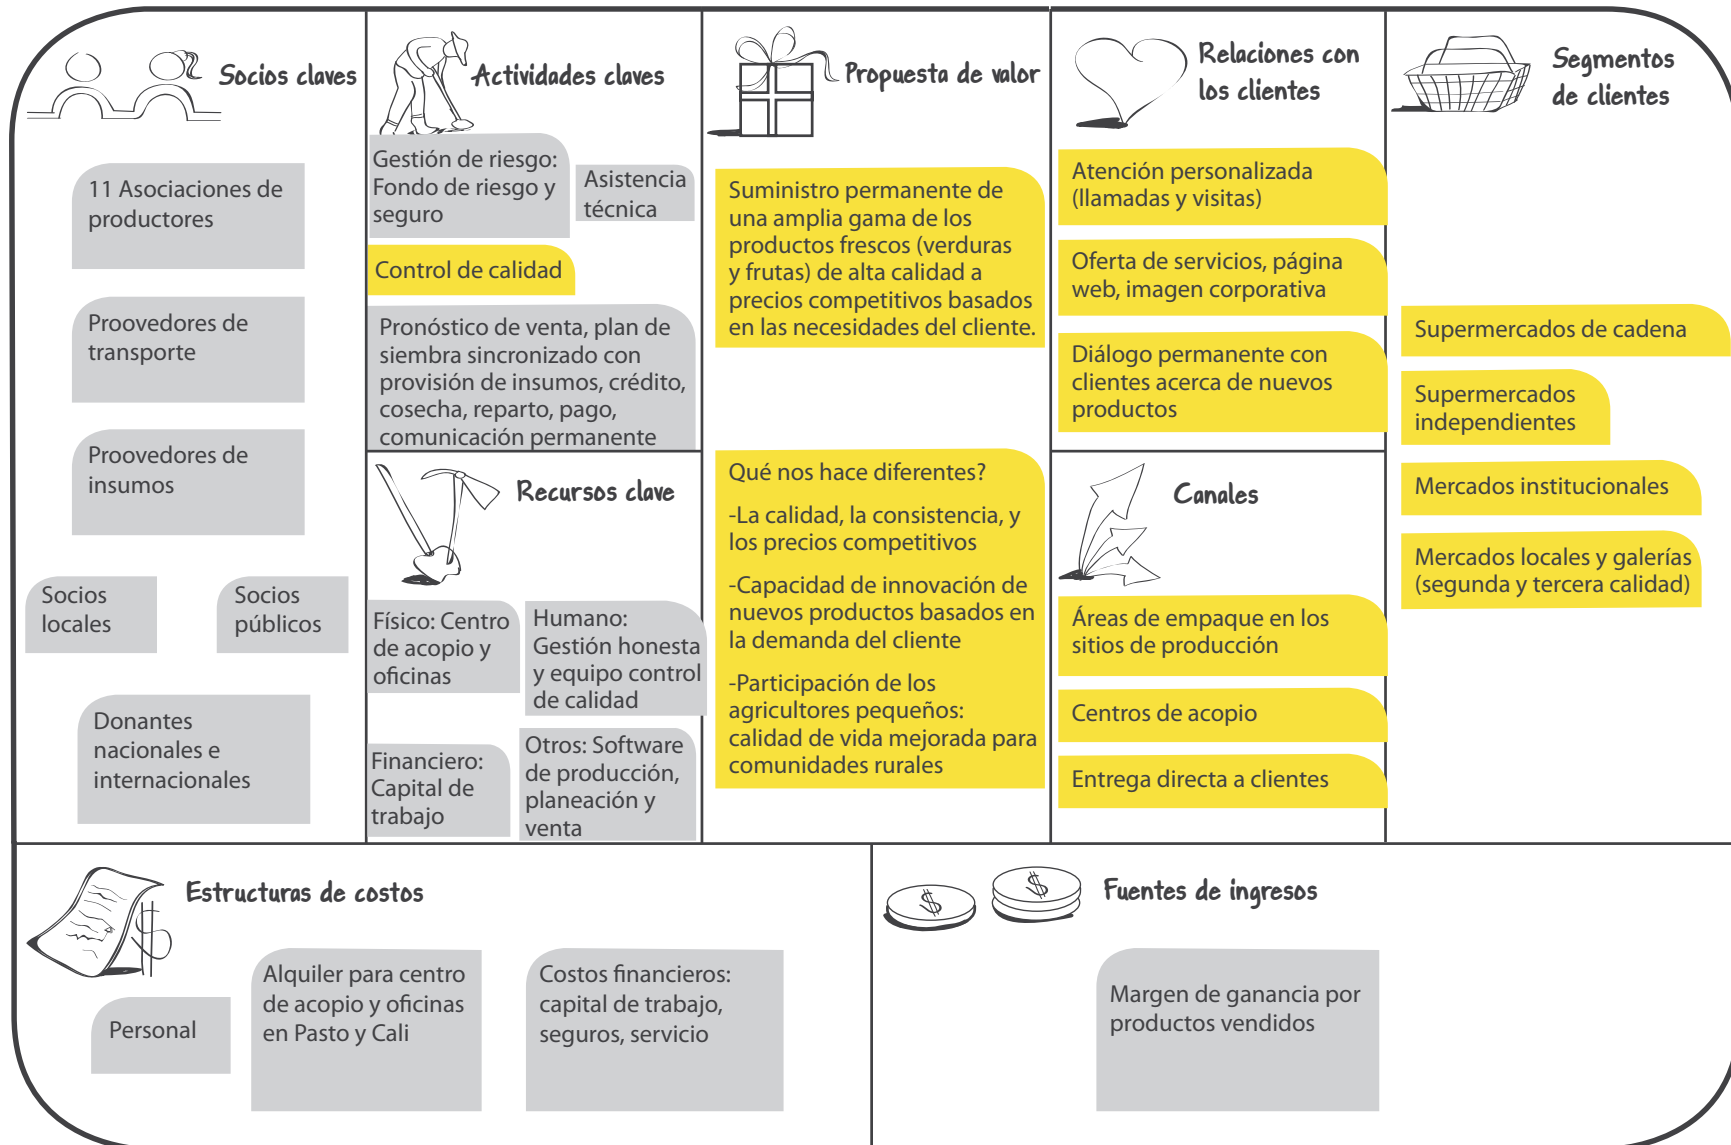 Socios claves
11 Asociaciones de
productores
Proovedores de
transporte
Proovedores de
insumos
Socios
locales
Socios
públicos
Donantes
nacionales e
internacionales
Actividades claves
Gestión de riesgo:
Fondo de riesgo y
seguro
Asistencia
técnica
Control de calidad
Pronóstico de venta, plan de
siembra sincronizado con
provisión de insumos, crédito,
cosecha, reparto, pago,
comunicación permanente
Recursos clave
Físico: Centro
de acopio y
oficinas
Humano:
Gestión honesta
y equipo control
de calidad
Financiero:
Capital de
trabajo
Otros: Software
de producción,
planeación y
venta
Propuesta de valor
Suministro permanente de
una amplia gama de los
productos frescos (verduras
y frutas) de alta calidad a
precios competitivos basados
en las necesidades del cliente.
Qué nos hace diferentes?
-La calidad, la consistencia, y
los precios competitivos
-Capacidad de innovación de
nuevos productos basados en
la demanda del cliente
-Participación de los
agricultores pequeños:
calidad de vida mejorada para
comunidades rurales
Relaciones con
los clientes
Atención personalizada
(llamadas y visitas)
Oferta de servicios, página
web, imagen corporativa
Diálogo permanente con
clientes acerca de nuevos
productos
Canales
Áreas de empaque en los
sitios de producción
Centros de acopio
Entrega directa a clientes
Segmentos
de clientes
Supermercados de cadena
Supermercados
independientes
Mercados institucionales
Mercados locales y galerías
(segunda y tercera calidad)
Estructuras de costos
$
Personal
Alquiler para centro
de acopio y oficinas
en Pasto y Cali
Costos financieros:
capital de trabajo,
seguros, servicio
$
$
Fuentes de ingresos
Margen de ganancia por
productos vendidos